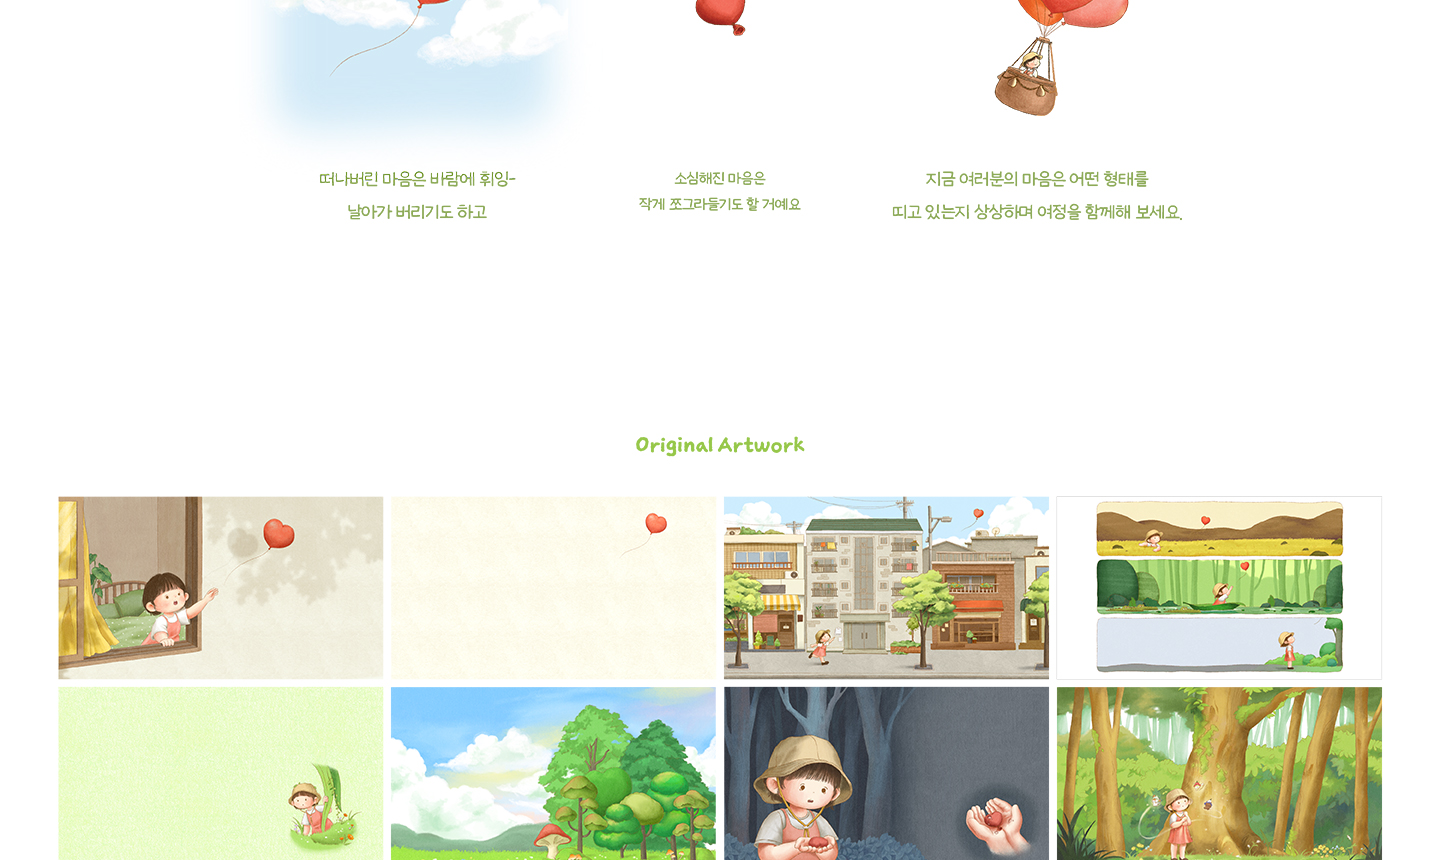 떠나버린 마음은 바람에 휘잉-
날아가 버리기도 하고
소심해진 마음은
작게 쪼그라들기도 할 거예요
지금 여러분의 마음은 어떤 형태를
띠고 있는지 상상하며 여정을 함께해 보세요.
Original Artwork